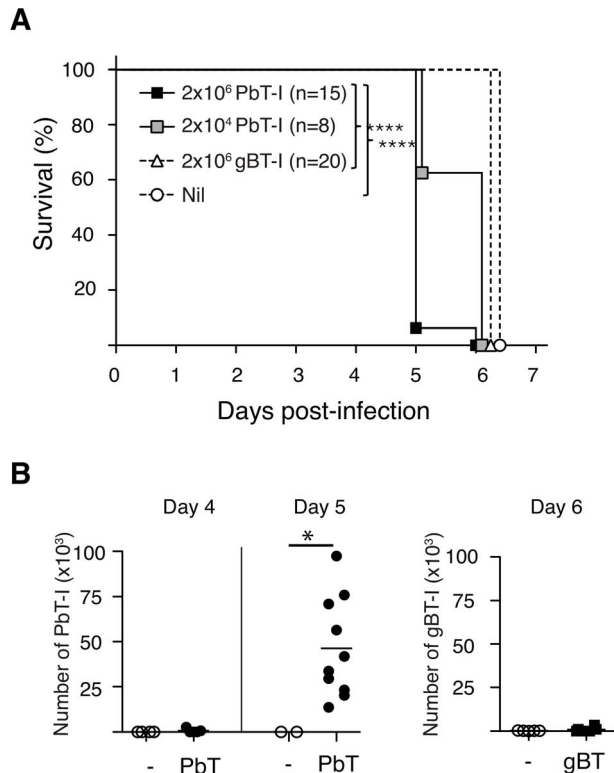 A
100
80
60
40
20
Survival (%)
2x10⁶ PbT-I (n=15)
2x10⁴ PbT-I (n=8)
2x10⁶ gBT-I (n=20)
Nil
****
****
0 1 2 3 4 5 6 7
Days post-infection
B
Day 4 Day 5 Day 6
*
Number of PbT-I (x10³)
100
75
50
25
- PbT - PbT
Number of gBT-I (x10³)
100
75
50
25
- gBT